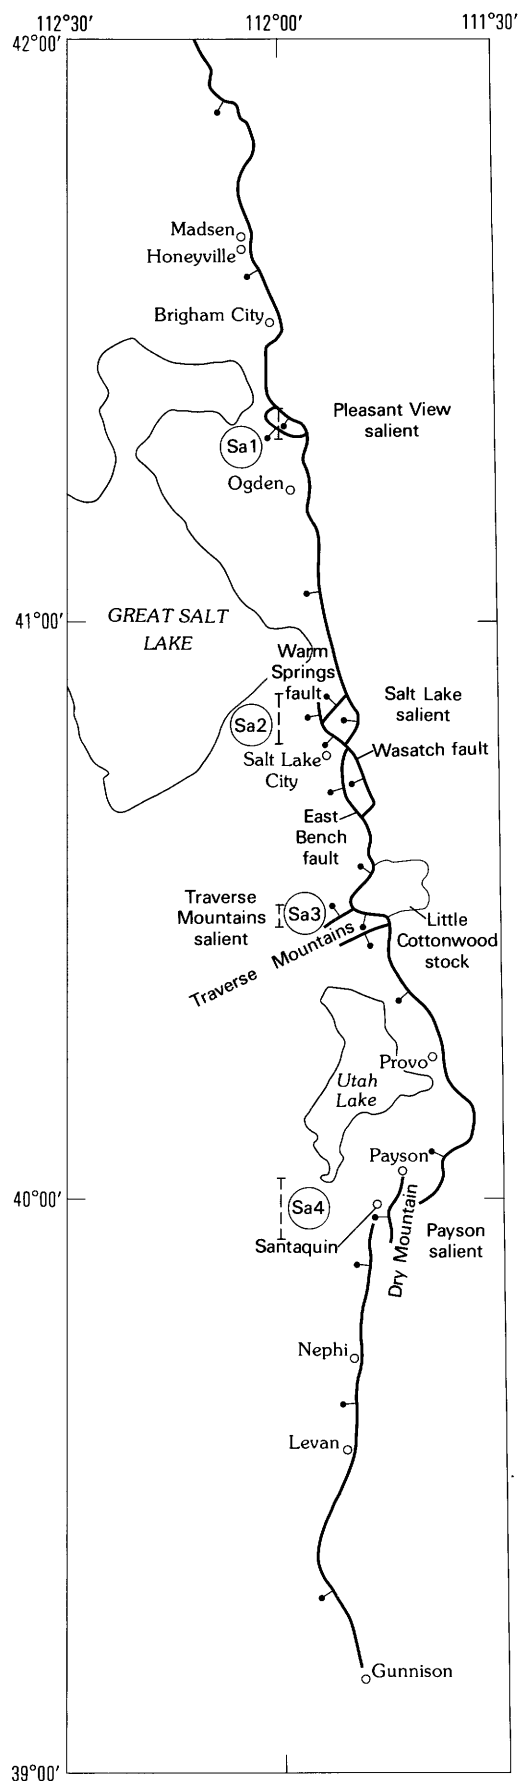 112°30′ 112°00′ 111°30′
42°00′
Madsen
Honeyville
Brigham City
Pleasant View
salient
Sa1
Ogden
41°00′
GREAT SALT
LAKE
Warm
Springs
fault
Salt Lake
salient
Sa2
Wasatch fault
Salt Lake
City
East
Bench
fault
Traverse
Mountains
salient
Sa3
Little
Cottonwood
stock
Traverse Mountains
Provo
Utah
Lake
Payson
40°00′
Sa4
Santaquin
Dry Mountain
Payson
salient
Nephi
Levan
Gunnison
39°00′